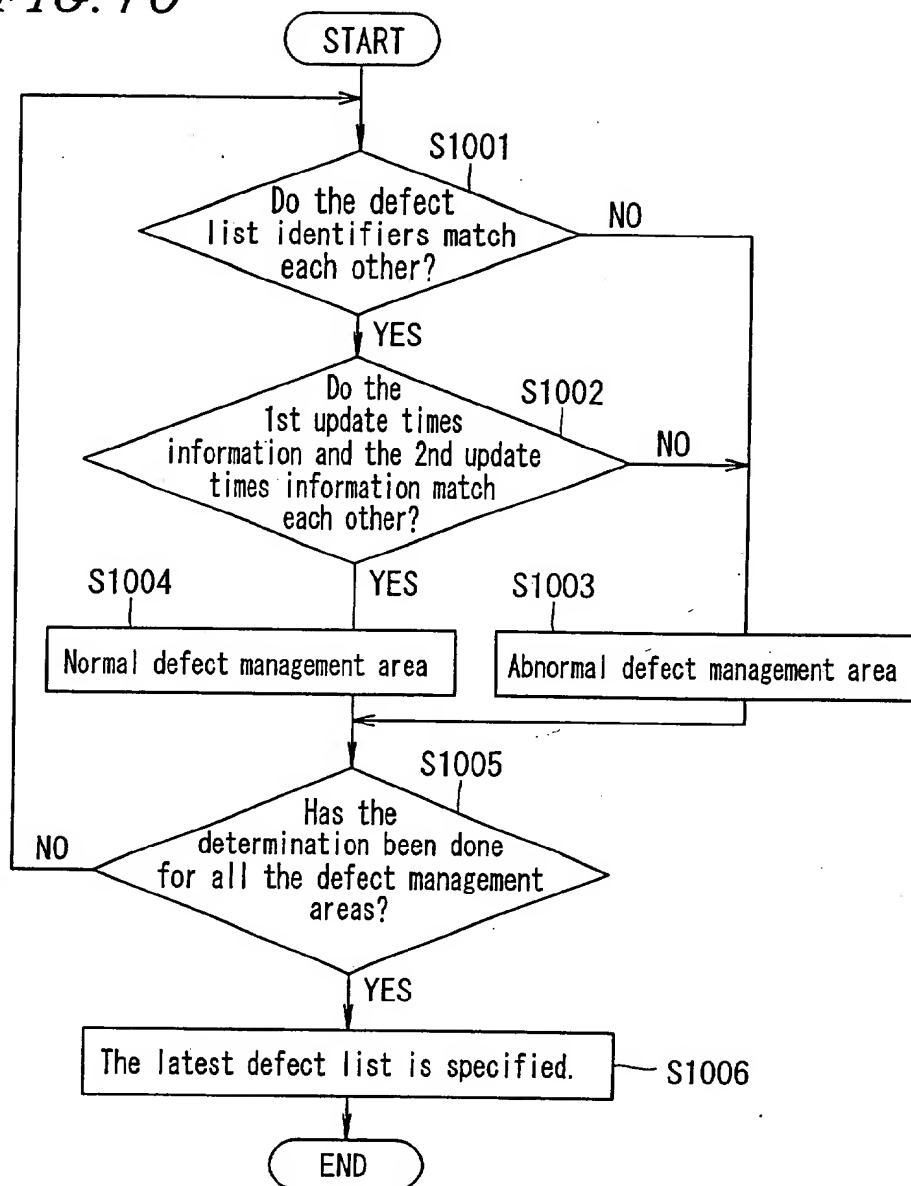 FIG. 10
START
S1001
Do the defect
list identifiers match
each other?
NO
YES
S1002
Do the
1st update times
information and the 2nd update
times information match
each other?
NO
YES
S1004
S1003
Normal defect management area
Abnormal defect management area
S1005
Has the
determination been done
for all the defect management
areas?
NO
YES
The latest defect list is specified.
S1006
END